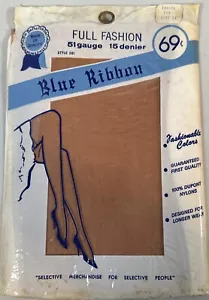 FULL FASHION
51 gauge 15 denier
69¢
Blue Ribbon
Fashionable
Colors
GUARANTEED
FIRST QUALITY
100% DUPONT
NYLONS
DESIGNED FOR
LONGER WEAR
"SELECTIVE MERCHANDISE FOR SELECTIVE PEOPLE"